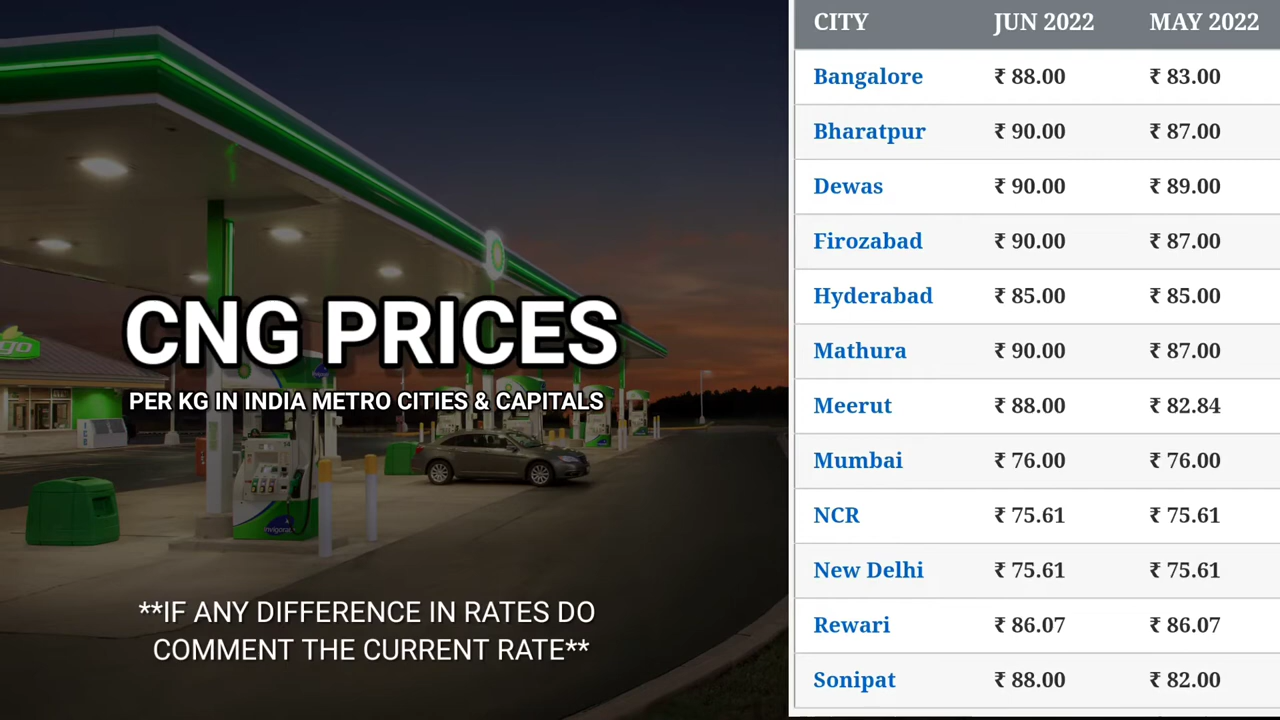 CNG PRICES
PER KG IN INDIA METRO CITIES & CAPITALS
**IF ANY DIFFERENCE IN RATES DO
COMMENT THE CURRENT RATE**
go
ICE
invigorate
CITY JUN 2022 MAY 2022
Bangalore ₹ 88.00 ₹ 83.00
Bharatpur ₹ 90.00 ₹ 87.00
Dewas ₹ 90.00 ₹ 89.00
Firozabad ₹ 90.00 ₹ 87.00
Hyderabad ₹ 85.00 ₹ 85.00
Mathura ₹ 90.00 ₹ 87.00
Meerut ₹ 88.00 ₹ 82.84
Mumbai ₹ 76.00 ₹ 76.00
NCR ₹ 75.61 ₹ 75.61
New Delhi ₹ 75.61 ₹ 75.61
Rewari ₹ 86.07 ₹ 86.07
Sonipat ₹ 88.00 ₹ 82.00